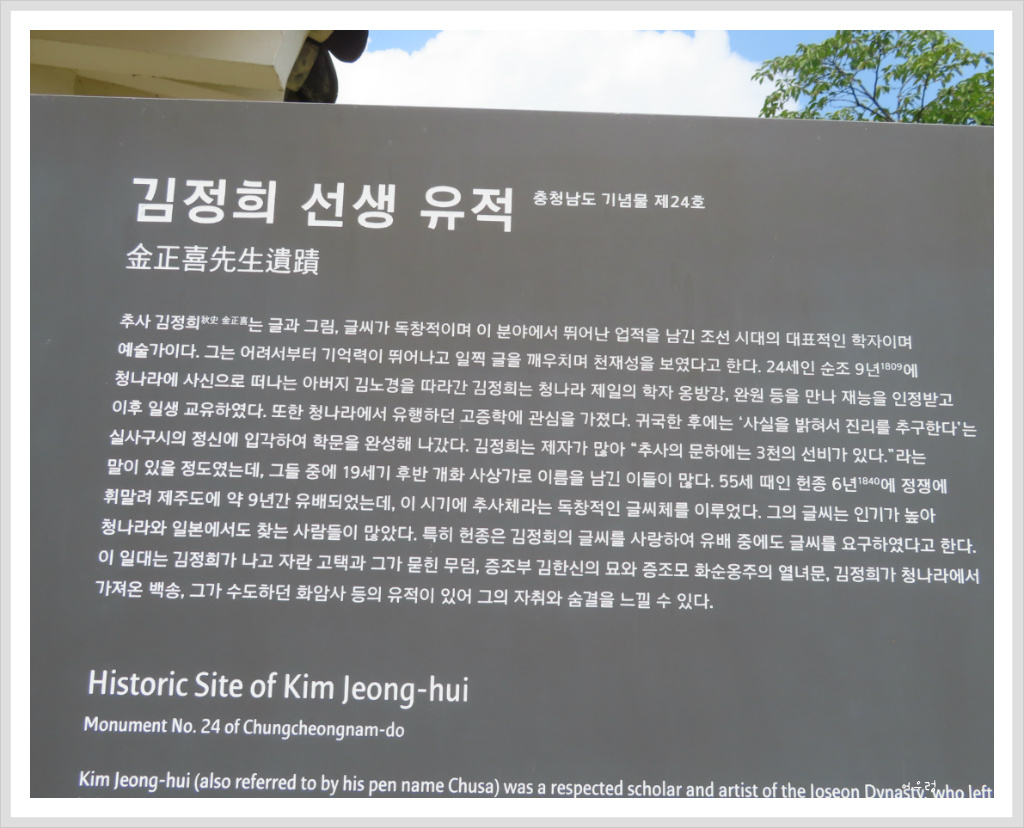 김정희 선생 유적 충청남도 기념물 제24호
金正喜先生遺蹟
추사 김정희秋史 金正喜는 글과 그림, 글씨가 독창적이며 이 분야에서 뛰어난 업적을 남긴 조선 시대의 대표적인 학자이며
예술가이다. 그는 어려서부터 기억력이 뛰어나고 일찍 글을 깨우치며 천재성을 보였다고 한다. 24세인 순조 9년1809에
청나라에 사신으로 떠나는 아버지 김노경을 따라간 김정희는 청나라 제일의 학자 옹방강, 완원 등을 만나 재능을 인정받고
이후 일생 교유하였다. 또한 청나라에서 유행하던 고증학에 관심을 가졌다. 귀국한 후에는 ‘사실을 밝혀서 진리를 추구한다’는
실사구시의 정신에 입각하여 학문을 완성해 나갔다. 김정희는 제자가 많아 “추사의 문하에는 3천의 선비가 있다.”라는
말이 있을 정도였는데, 그들 중에 19세기 후반 개화 사상가로 이름을 남긴 이들이 많다. 55세 때인 헌종 6년1840에 정쟁에
휘말려 제주도에 약 9년간 유배되었는데, 이 시기에 추사체라는 독창적인 글씨체를 이루었다. 그의 글씨는 인기가 높아
청나라와 일본에서도 찾는 사람들이 많았다. 특히 헌종은 김정희의 글씨를 사랑하여 유배 중에도 글씨를 요구하였다고 한다.
이 일대는 김정희가 나고 자란 고택과 그가 묻힌 무덤, 증조부 김한신의 묘와 증조모 화순옹주의 열녀문, 김정희가 청나라에서
가져온 백송, 그가 수도하던 화암사 등의 유적이 있어 그의 자취와 숨결을 느낄 수 있다.
Historic Site of Kim Jeong-hui
Monument No. 24 of Chungcheongnam-do
Kim Jeong-hui (also referred to by his pen name Chusa) was a respected scholar and artist of the Joseon Dynasty, who left